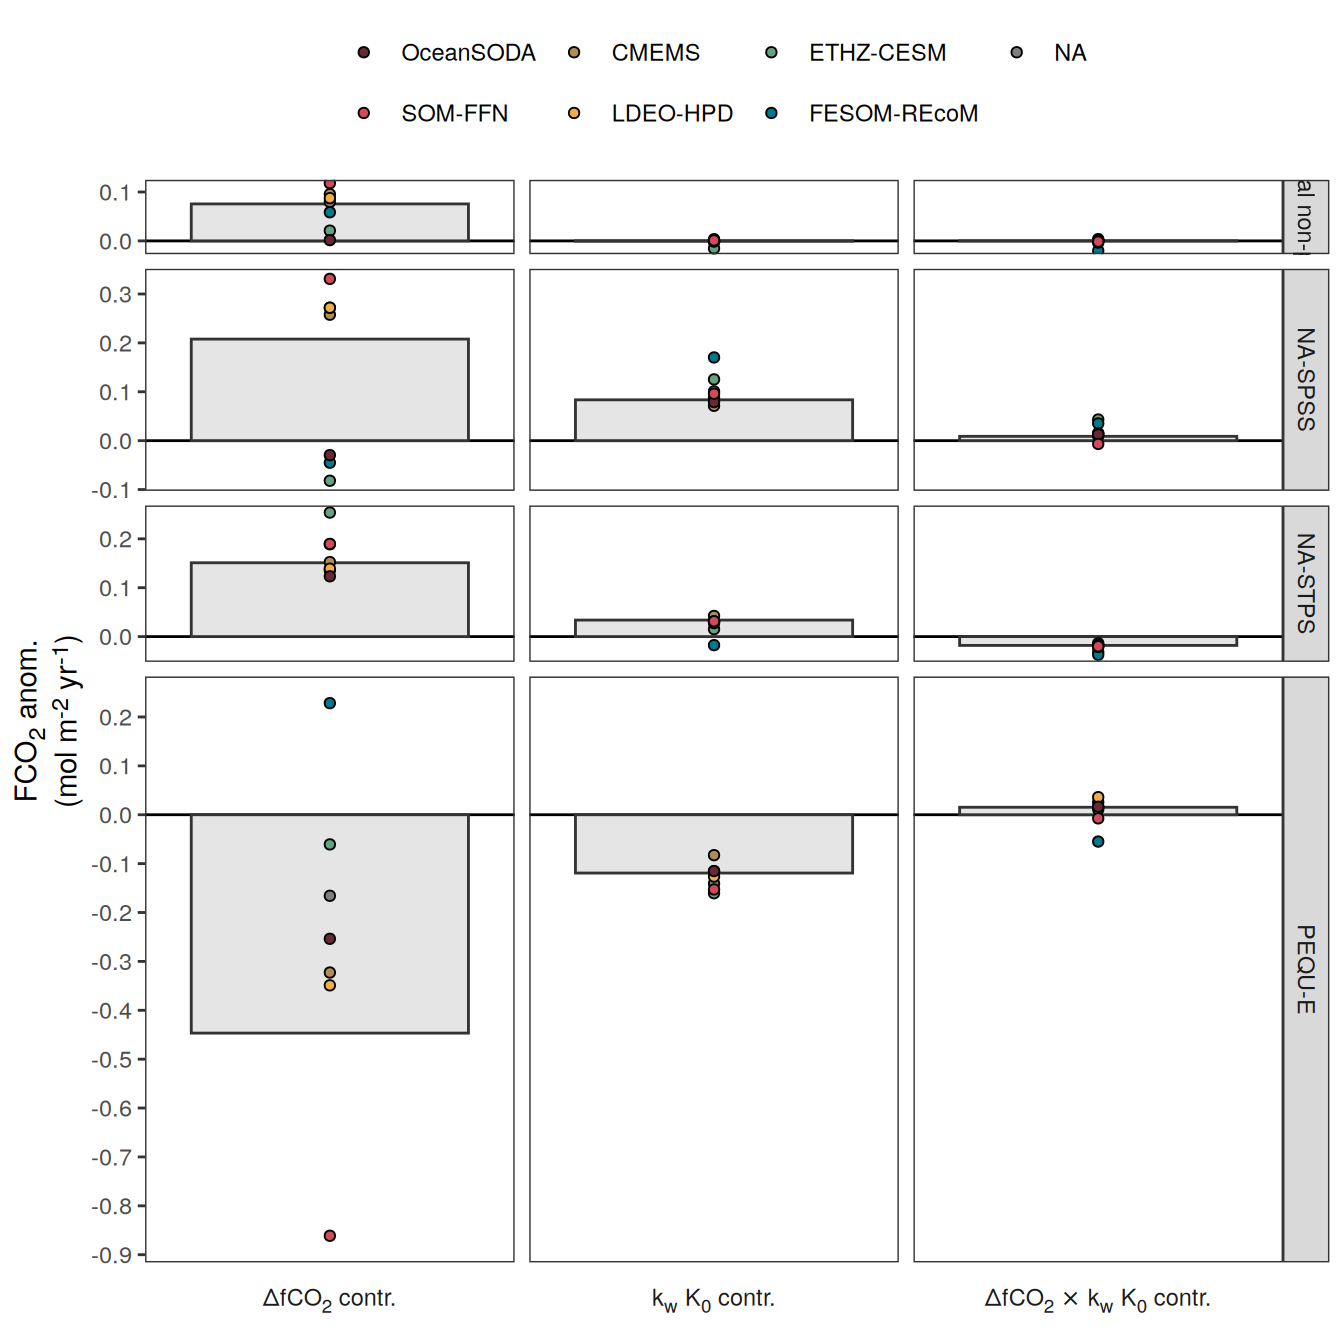 OceanSODA CMEMS ETHZ-CESM NA
SOM-FFN LDEO-HPD FESOM-REcoM
0.1
0.0
al non-
0.3
0.2
0.1
0.0
-0.1
NA-SPSS
0.2
0.1
0.0
NA-STPS
0.2
0.1
0.0
-0.1
-0.2
-0.3
-0.4
-0.5
-0.6
-0.7
-0.8
-0.9
PEQU-E
FCO₂ anom.
(mol m⁻² yr⁻¹)
ΔfCO₂ contr. k_w K₀ contr. ΔfCO₂ × k_w K₀ contr.